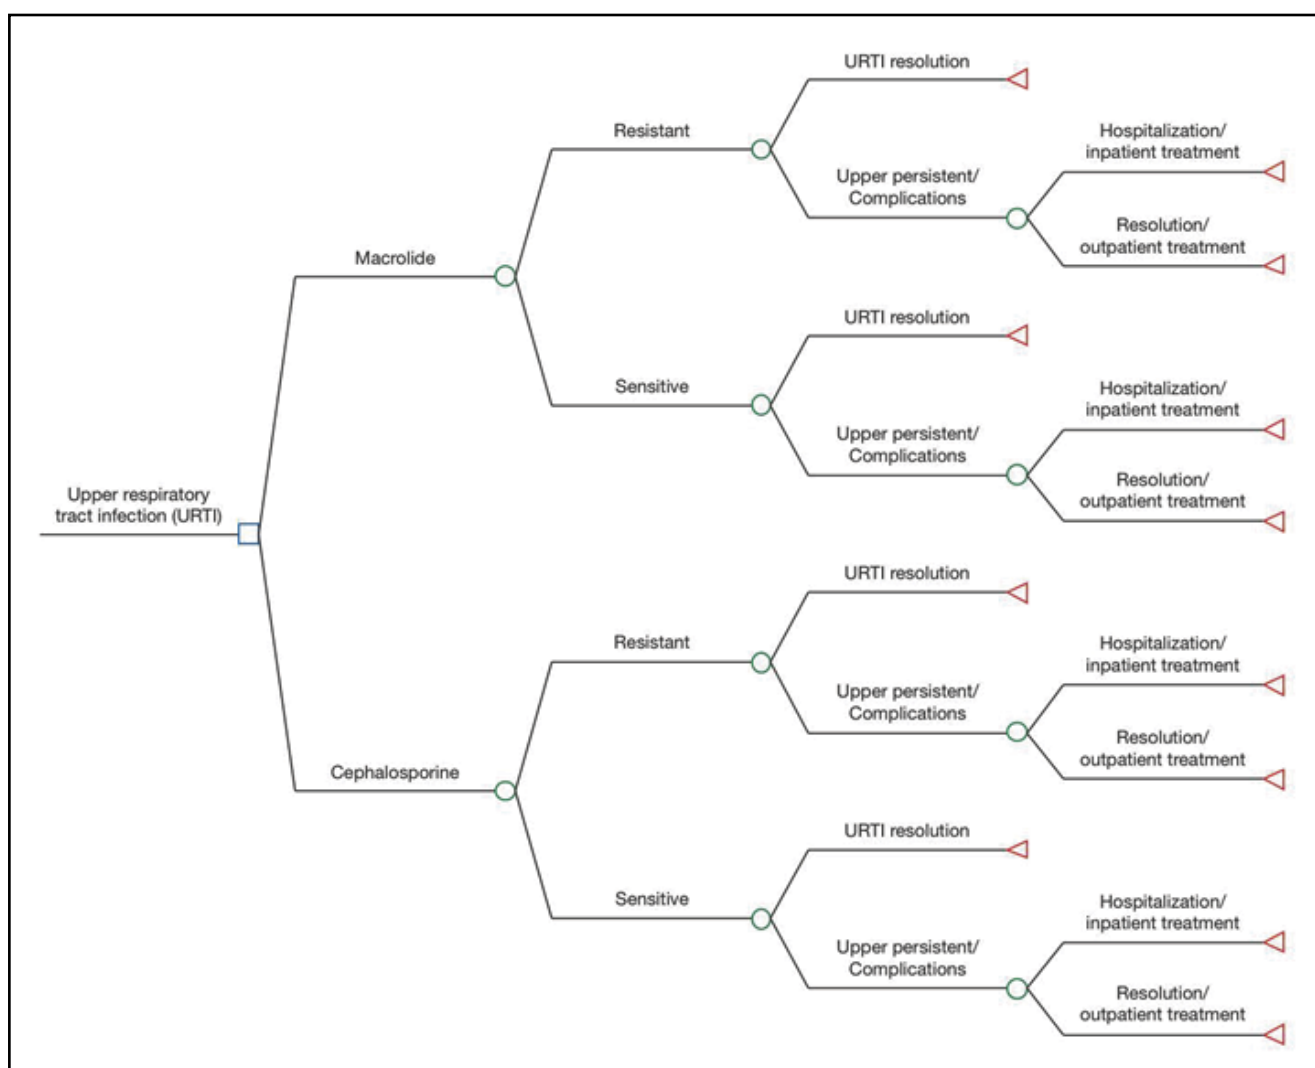 URTI resolution
Resistant
Hospitalization/
inpatient treatment
Upper persistent/
Complications
Resolution/
outpatient treatment
Macrolide
URTI resolution
Sensitive
Hospitalization/
inpatient treatment
Upper persistent/
Complications
Resolution/
outpatient treatment
Upper respiratory
tract infection (URTI)
URTI resolution
Resistant
Hospitalization/
inpatient treatment
Upper persistent/
Complications
Resolution/
outpatient treatment
Cephalosporine
URTI resolution
Sensitive
Hospitalization/
inpatient treatment
Upper persistent/
Complications
Resolution/
outpatient treatment